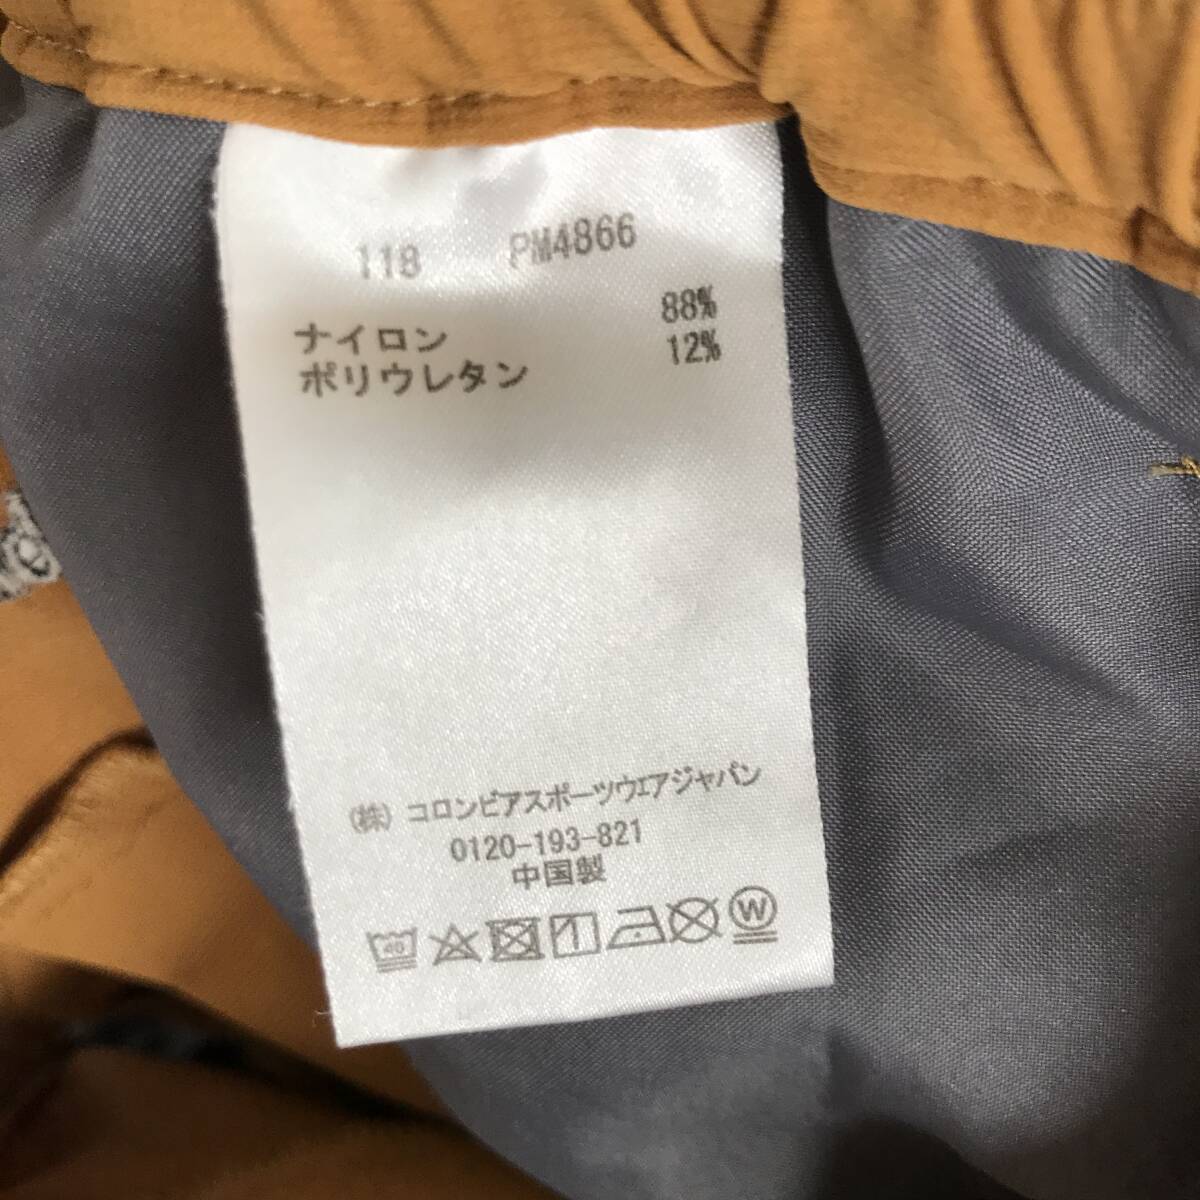 118 PM4866
ナイロン 88%
ポリウレタン 12%
(株) コロンビアスポーツウエアジャパン
0120-193-821
中国製
40 W